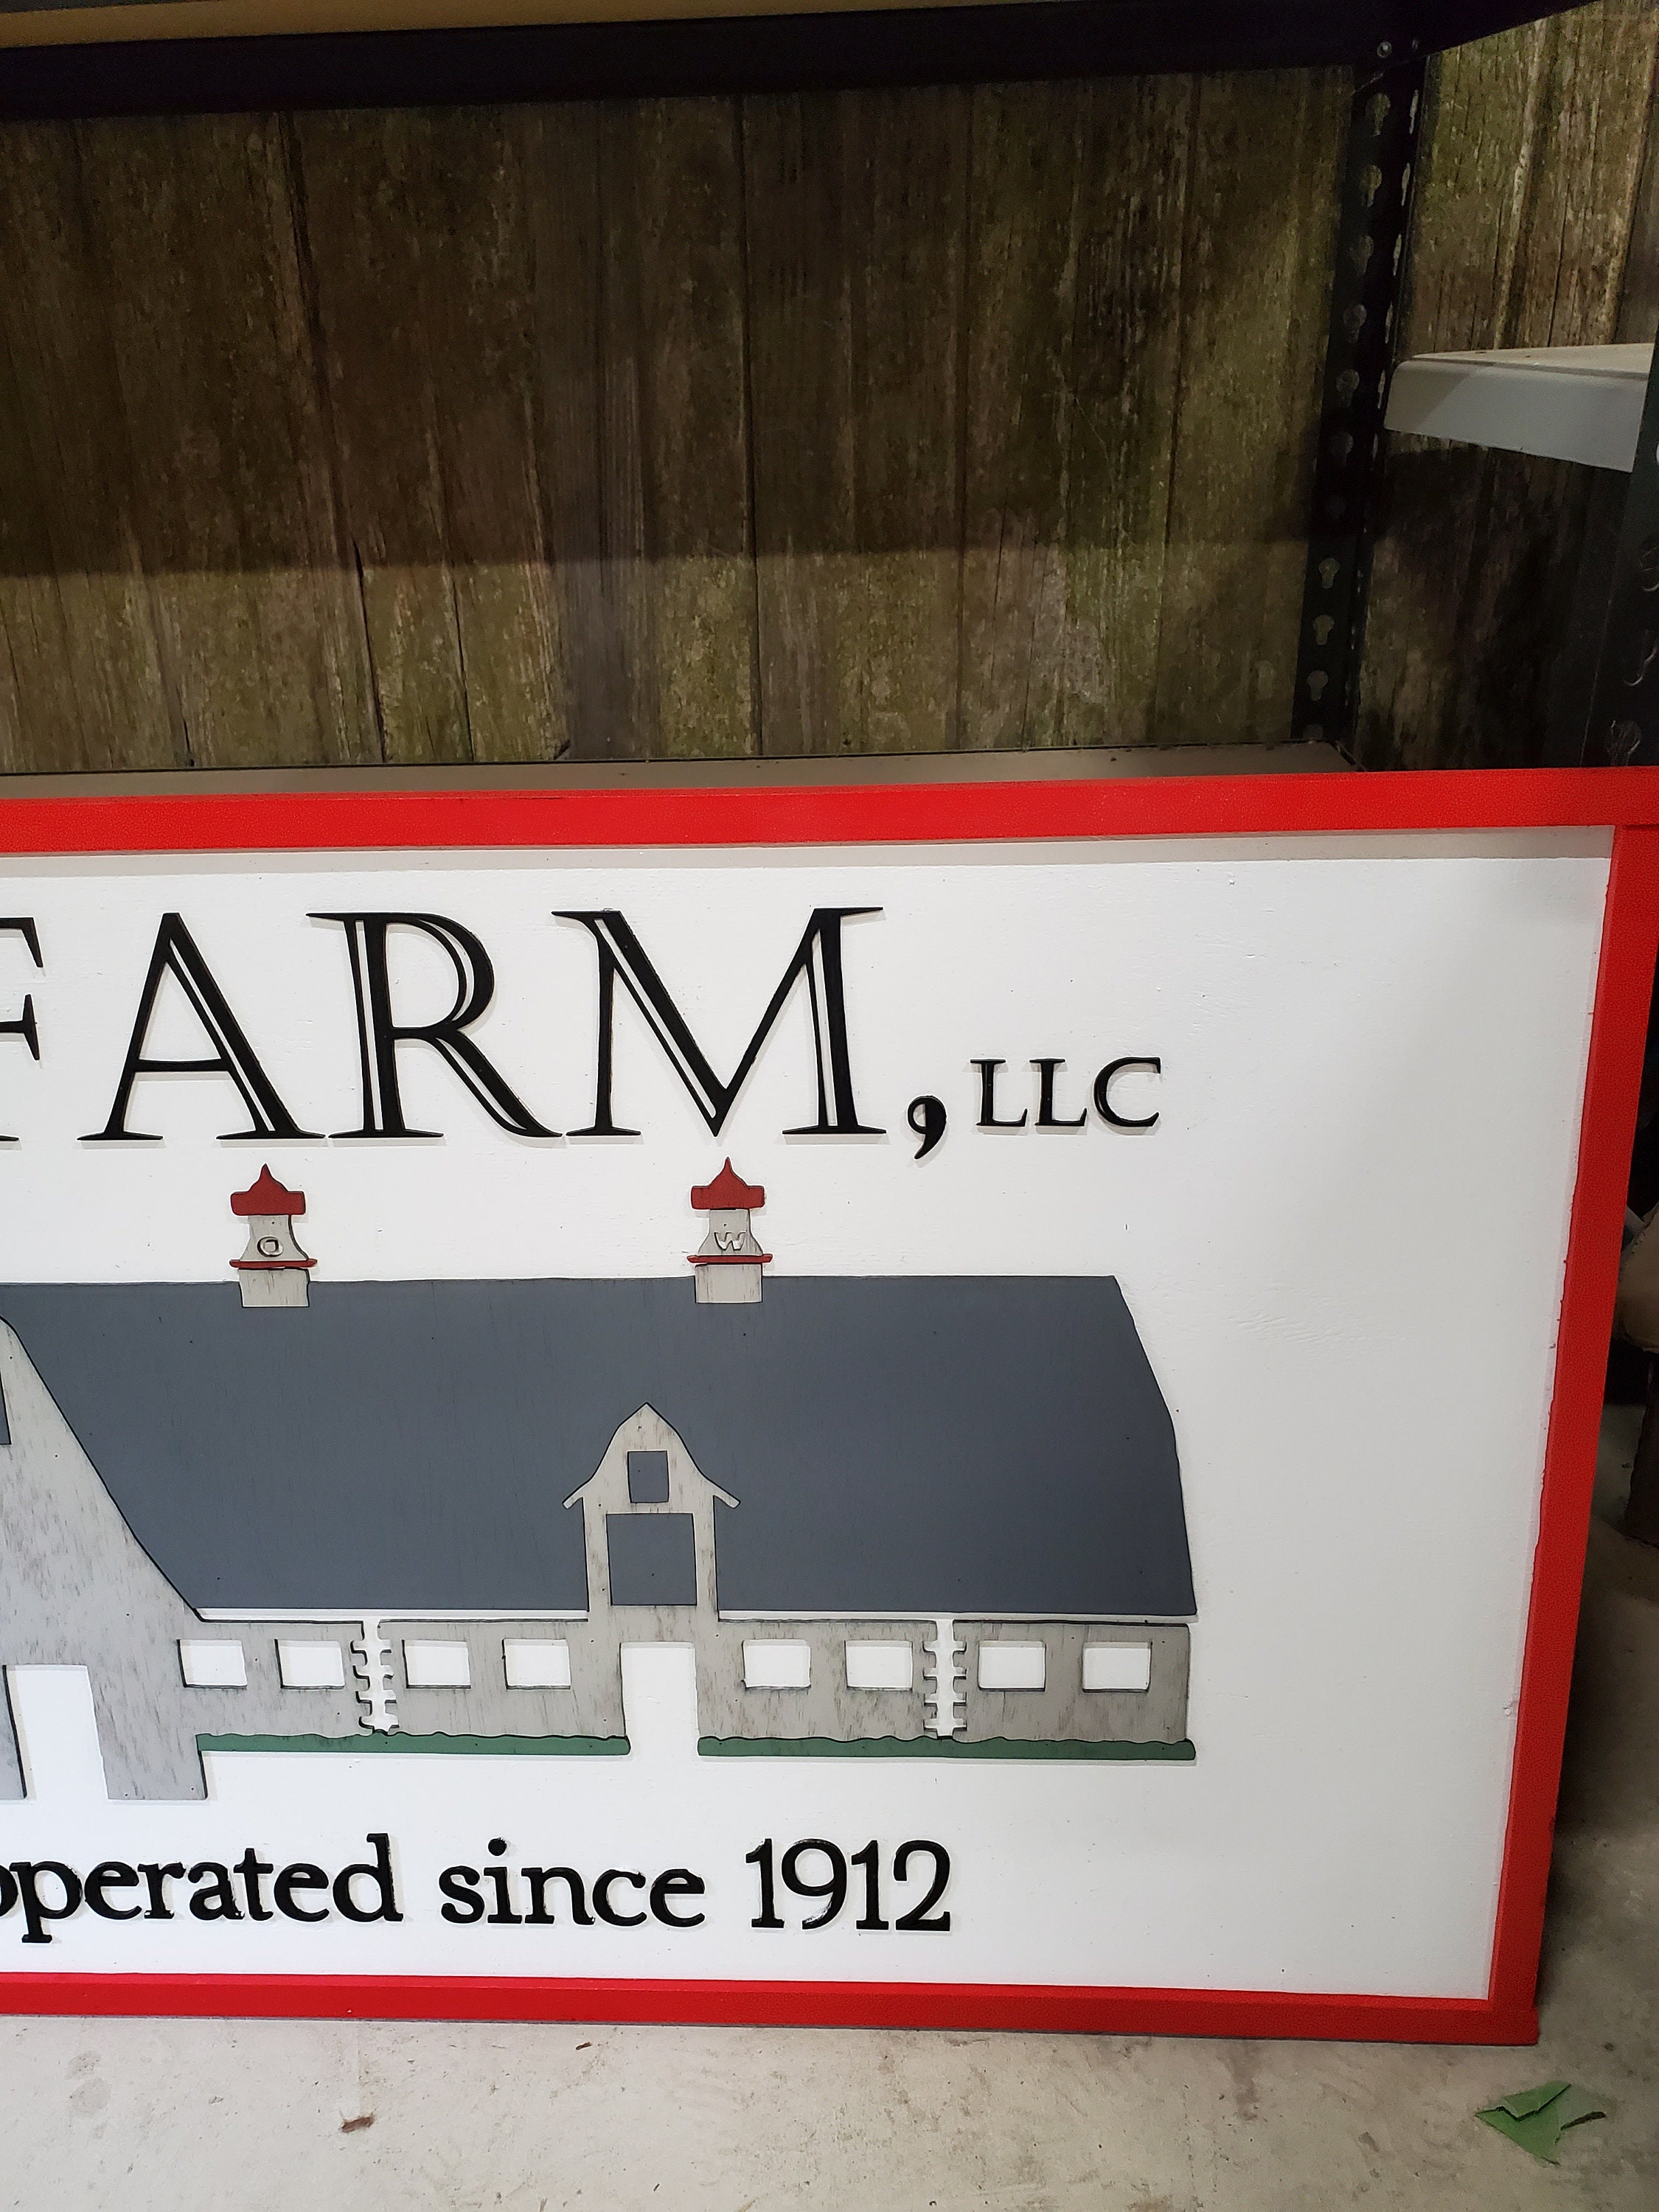 FARM, LLC
O W
operated since 1912